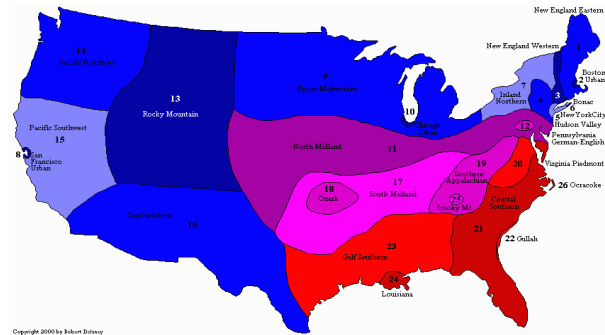 New England Eastern
14
Pacific Northwest
9
Upper Midwestern
New England Western
1
7
Inland
Northern
Boston
2 Urban
3
4
Bonac
6
NewYorkCity
Hudson Valley
13
Rocky Mountain
10
Chicago
Urban
12
Pennsylvania
German-English
Pacific Southwest
15
8
San
Francisco
Urban
North Midland
11
20
Virginia Piedmont
19
Southern
Appalachian
18
Ozark
17
South Midland
25
Smoky Mt.
26 Ocracoke
Coastal
Southern
Southwestern
16
21
22 Gullah
23
Gulf Southern
24
Louisiana
Copyright 2000 by Robert Delaney